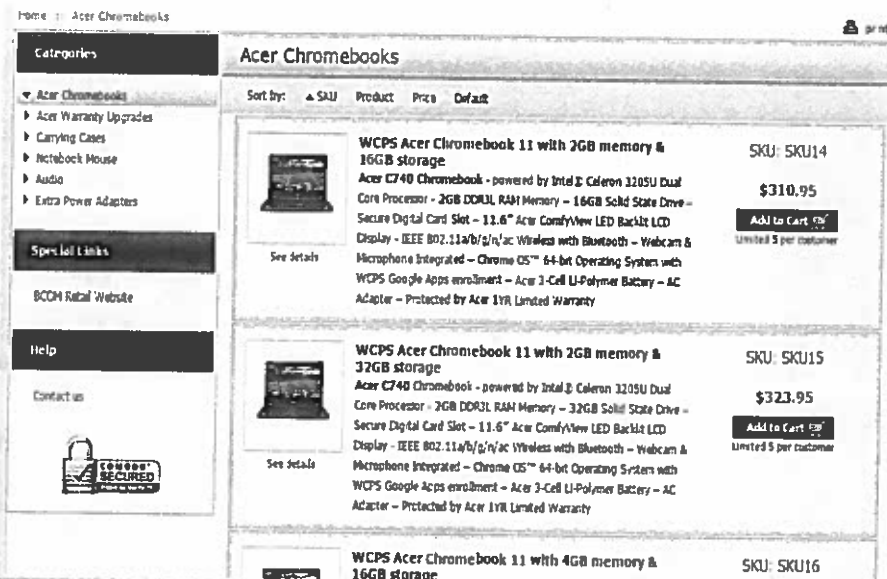 Home :: Acer Chromebooks
Categories
Acer Chromebooks
Acer Warranty Upgrades
Carrying Cases
Notebook Mouse
Audio
Extra Power Adapters
Special Links
BCOM Retail Website
Help
Contact us
COMODO
SECURED
Acer Chromebooks
Sort by: SKU Product Price Default
WCPS Acer Chromebook 11 with 2GB memory &
16GB storage
Acer C740 Chromebook - powered by Intel® Celeron 3205U Dual
Core Processor - 2GB DDR3L RAM Memory – 16GB Solid State Drive –
Secure Digital Card Slot – 11.6" Acer ComfyView LED Backlit LCD
Display - IEEE 802.11a/b/g/n/ac Wireless with Bluetooth – Webcam &
Microphone Integrated – Chrome OS™ 64-bit Operating System with
WCPS Google Apps enrollment – Acer 3-Cell Li-Polymer Battery – AC
Adapter – Protected by Acer 1YR Limited Warranty
See details
SKU: SKU14
$310.95
Add to Cart
Limited 5 per customer
WCPS Acer Chromebook 11 with 2GB memory &
32GB storage
Acer C740 Chromebook - powered by Intel® Celeron 3205U Dual
Core Processor - 2GB DDR3L RAM Memory – 32GB Solid State Drive –
Secure Digital Card Slot – 11.6" Acer ComfyView LED Backlit LCD
Display - IEEE 802.11a/b/g/n/ac Wireless with Bluetooth – Webcam &
Microphone Integrated – Chrome OS™ 64-bit Operating System with
WCPS Google Apps enrollment – Acer 3-Cell Li-Polymer Battery – AC
Adapter – Protected by Acer 1YR Limited Warranty
See details
SKU: SKU15
$323.95
Add to Cart
Limited 5 per customer
WCPS Acer Chromebook 11 with 4GB memory &
16GB storage
SKU: SKU16